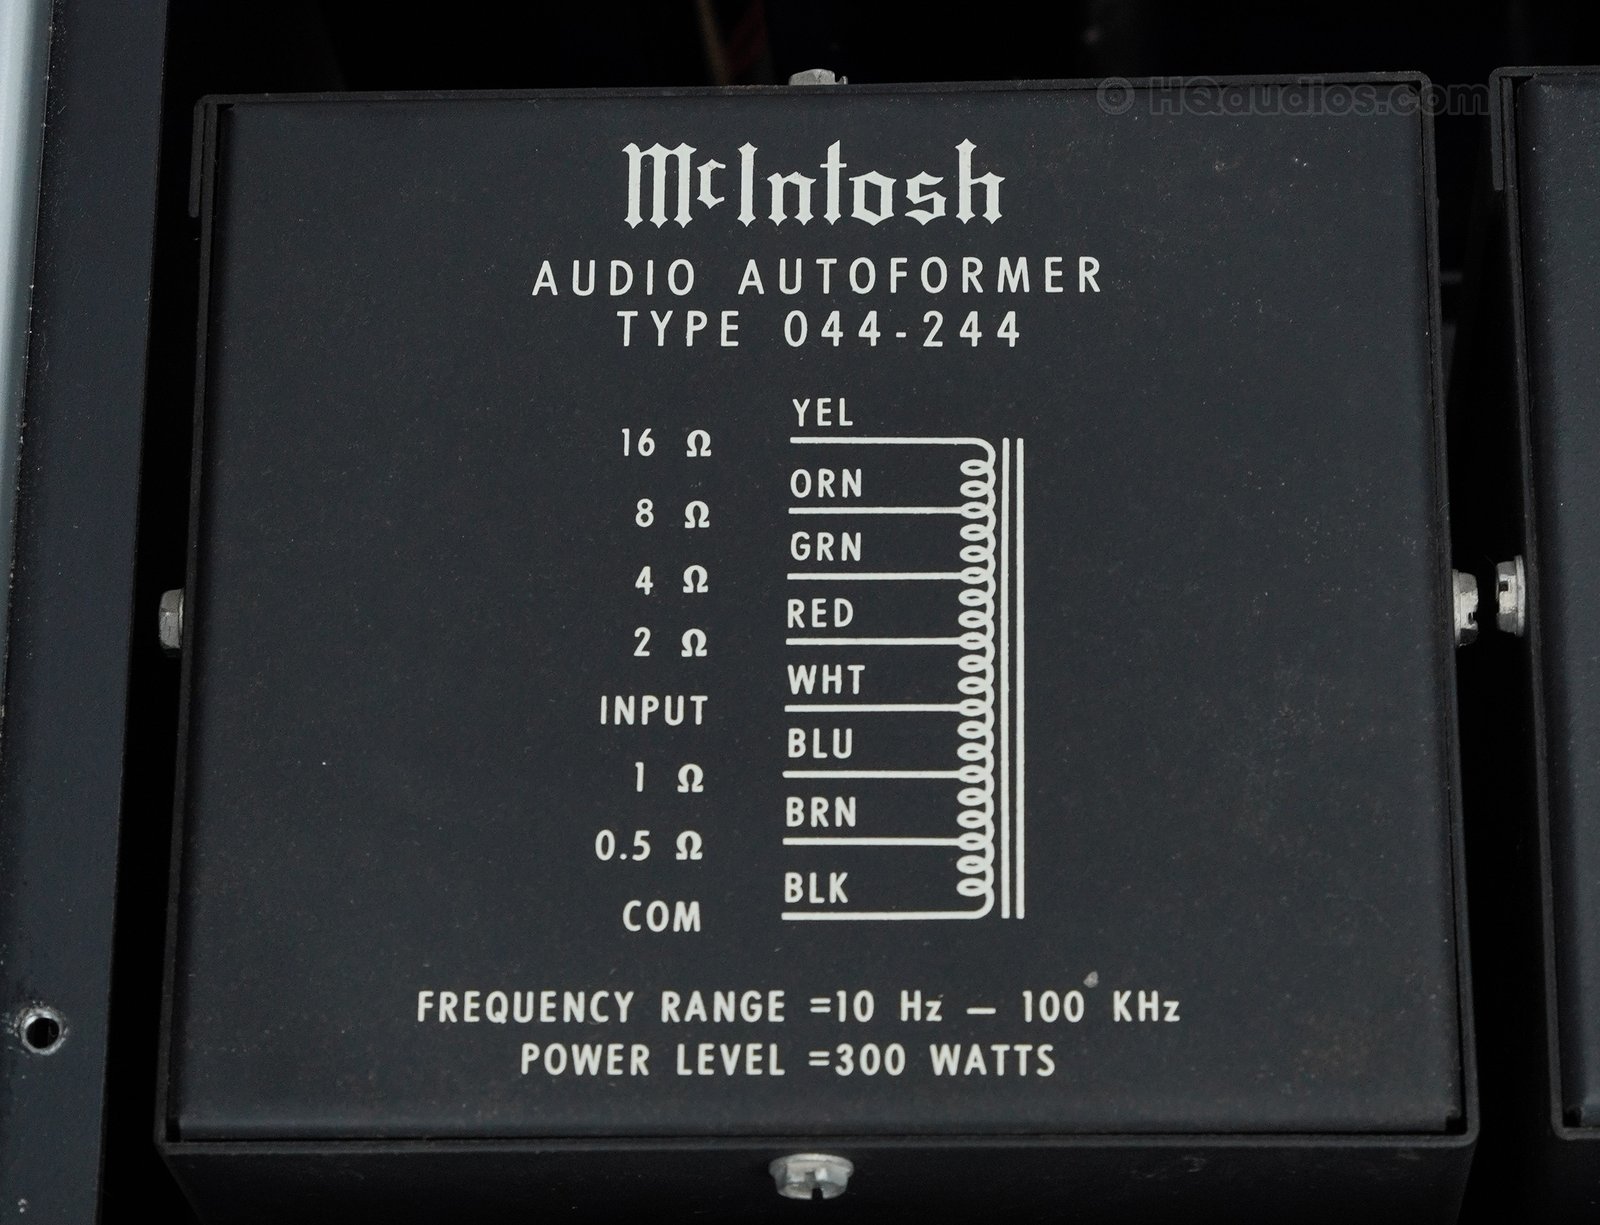 © HQaudios.com
McIntosh
AUDIO AUTOFORMER
TYPE 044-244
YEL
16 Ω
ORN
8 Ω
GRN
4 Ω
RED
2 Ω
WHT
INPUT
BLU
1 Ω
BRN
0.5 Ω
BLK
COM
FREQUENCY RANGE =10 Hz — 100 KHz
POWER LEVEL =300 WATTS